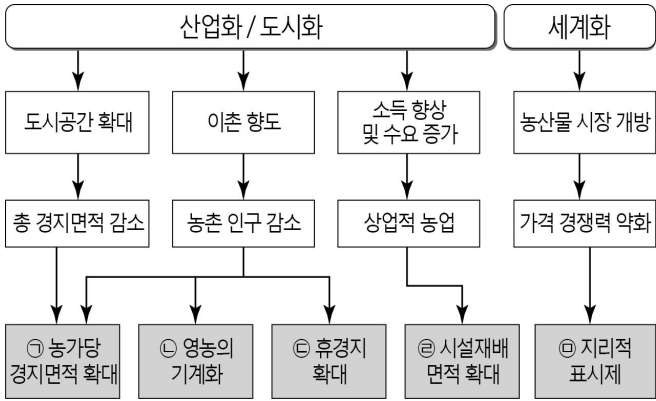 산업화 / 도시화
세계화
도시공간 확대
이촌 향도
소득 향상
및 수요 증가
농산물 시장 개방
총 경지면적 감소
농촌 인구 감소
상업적 농업
가격 경쟁력 약화
㉠ 농가당
경지면적 확대
㉡ 영농의
기계화
㉢ 휴경지
확대
㉣ 시설재배
면적 확대
㉤ 지리적
표시제